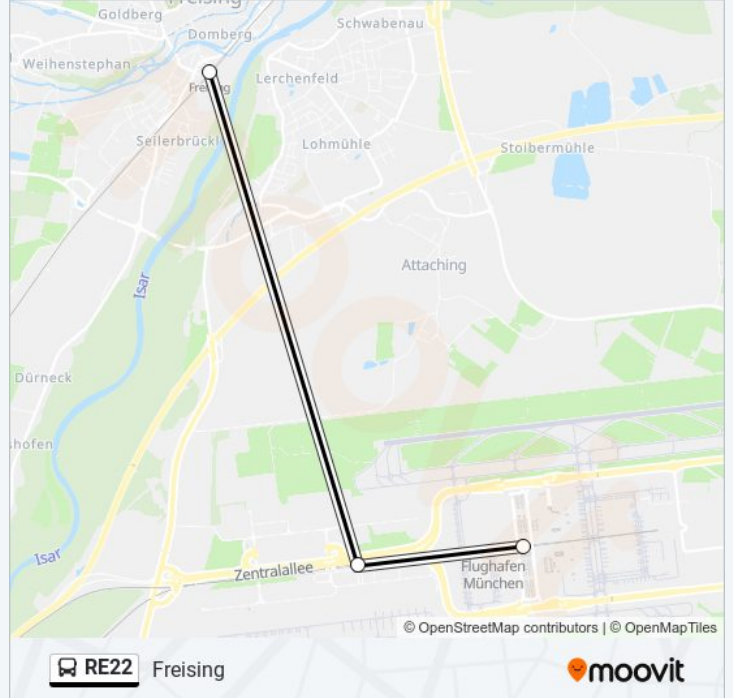 Freising
Goldberg
Schwabenau
Domberg
Weihenstephan
Lerchenfeld
Freising
Seilerbrückl
Lohmühle
Stoibermühle
Attaching
Isar
Dürneck
shofen
Isar
Zentralallee
Flughafen
München
© OpenStreetMap contributors | © OpenMapTiles
RE22 Freising
moovit